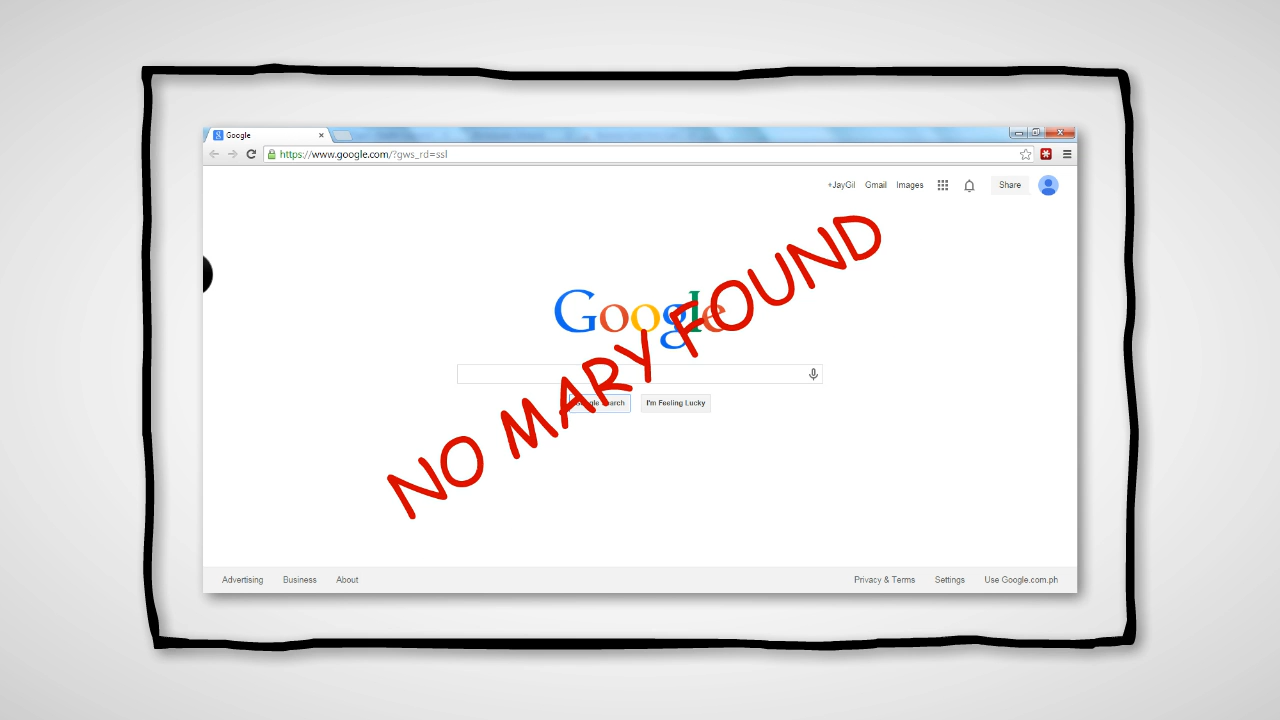 Google
https://www.google.com/?gws_rd=ssl
+JayGil Gmail Images Share
Google
NO MARY FOUND
Google Search I'm Feeling Lucky
Advertising Business About Privacy & Terms Settings Use Google.com.ph